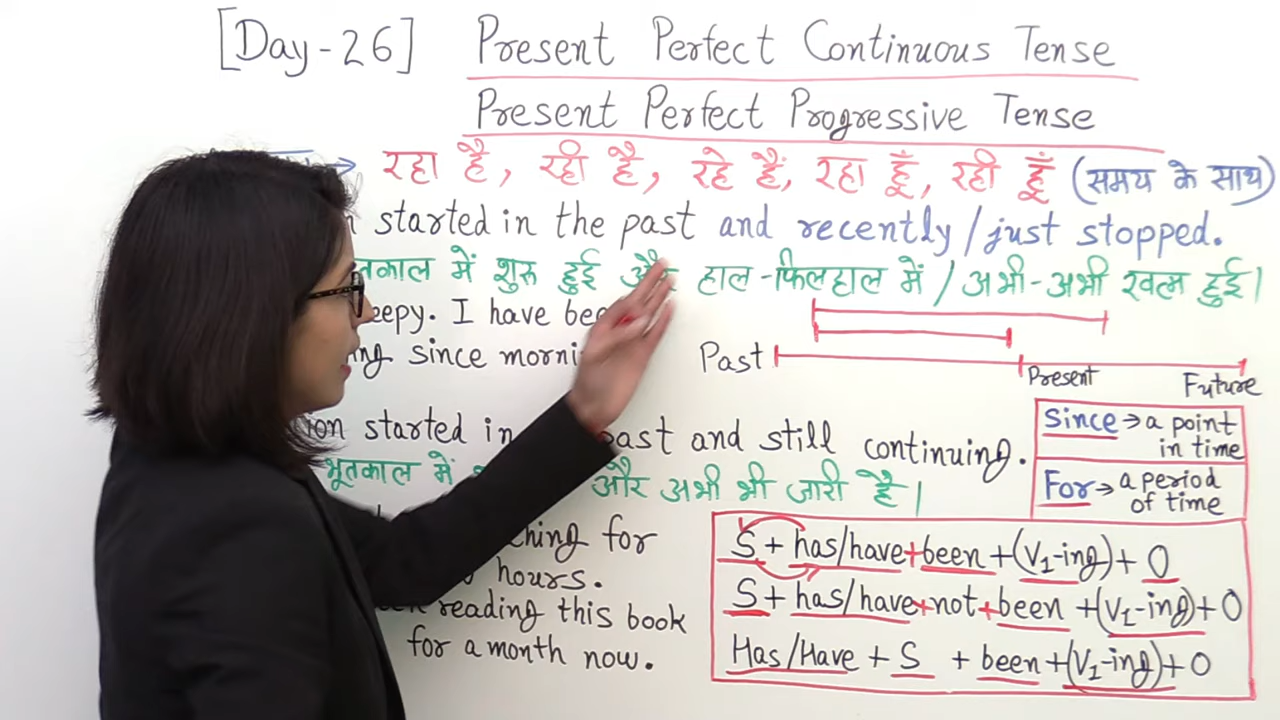 [Day-26] Present Perfect Continuous Tense
Present Perfect Progressive Tense
→ रहा है, रही है, रहे हैं, रहा हूँ, रही हूँ (समय के साथ)
started in the past and recently/just stopped.
में शुरू हुई और हाल-फिलहाल में / अभी-अभी खत्म हुई।
I have
since
Past
Present
Future
started in past and still continuing.
भूतकाल में और अभी भी जारी है।
Since → a point
in time
For → a period
of time
for
hours.
reading this book
for a month now.
S + has/have + been + (V1-ing) + O
S + has/have + not + been + (V1-ing) + O
Has/Have + S + been + (V1-ing) + O